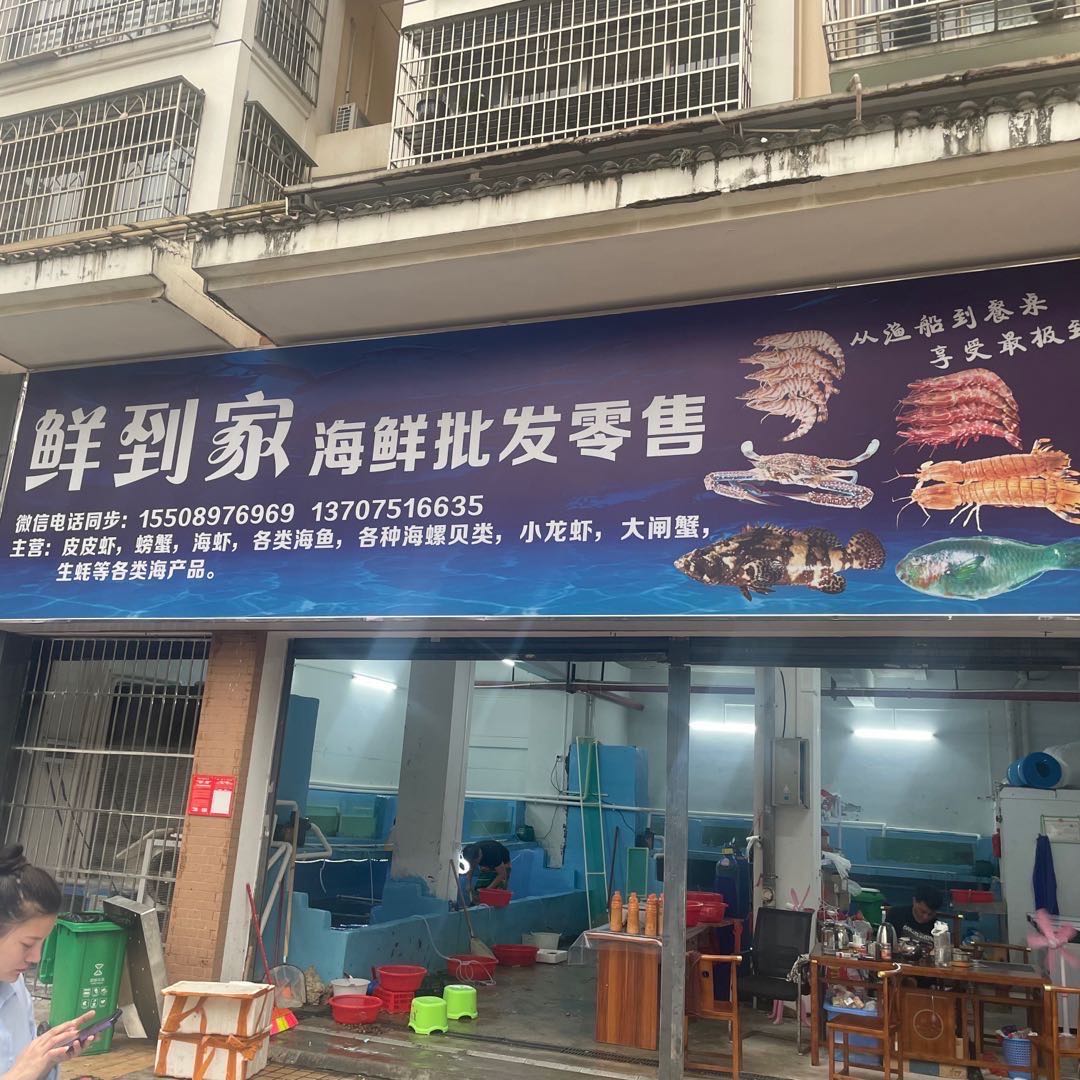 鲜到家 海鲜批发零售
从渔船到餐桌
享受最极至
微信电话同步：15508976969 13707516635
主营：皮皮虾，螃蟹，海虾，各类海鱼，各种海螺贝类，小龙虾，大闸蟹，
生蚝等各类海产品。